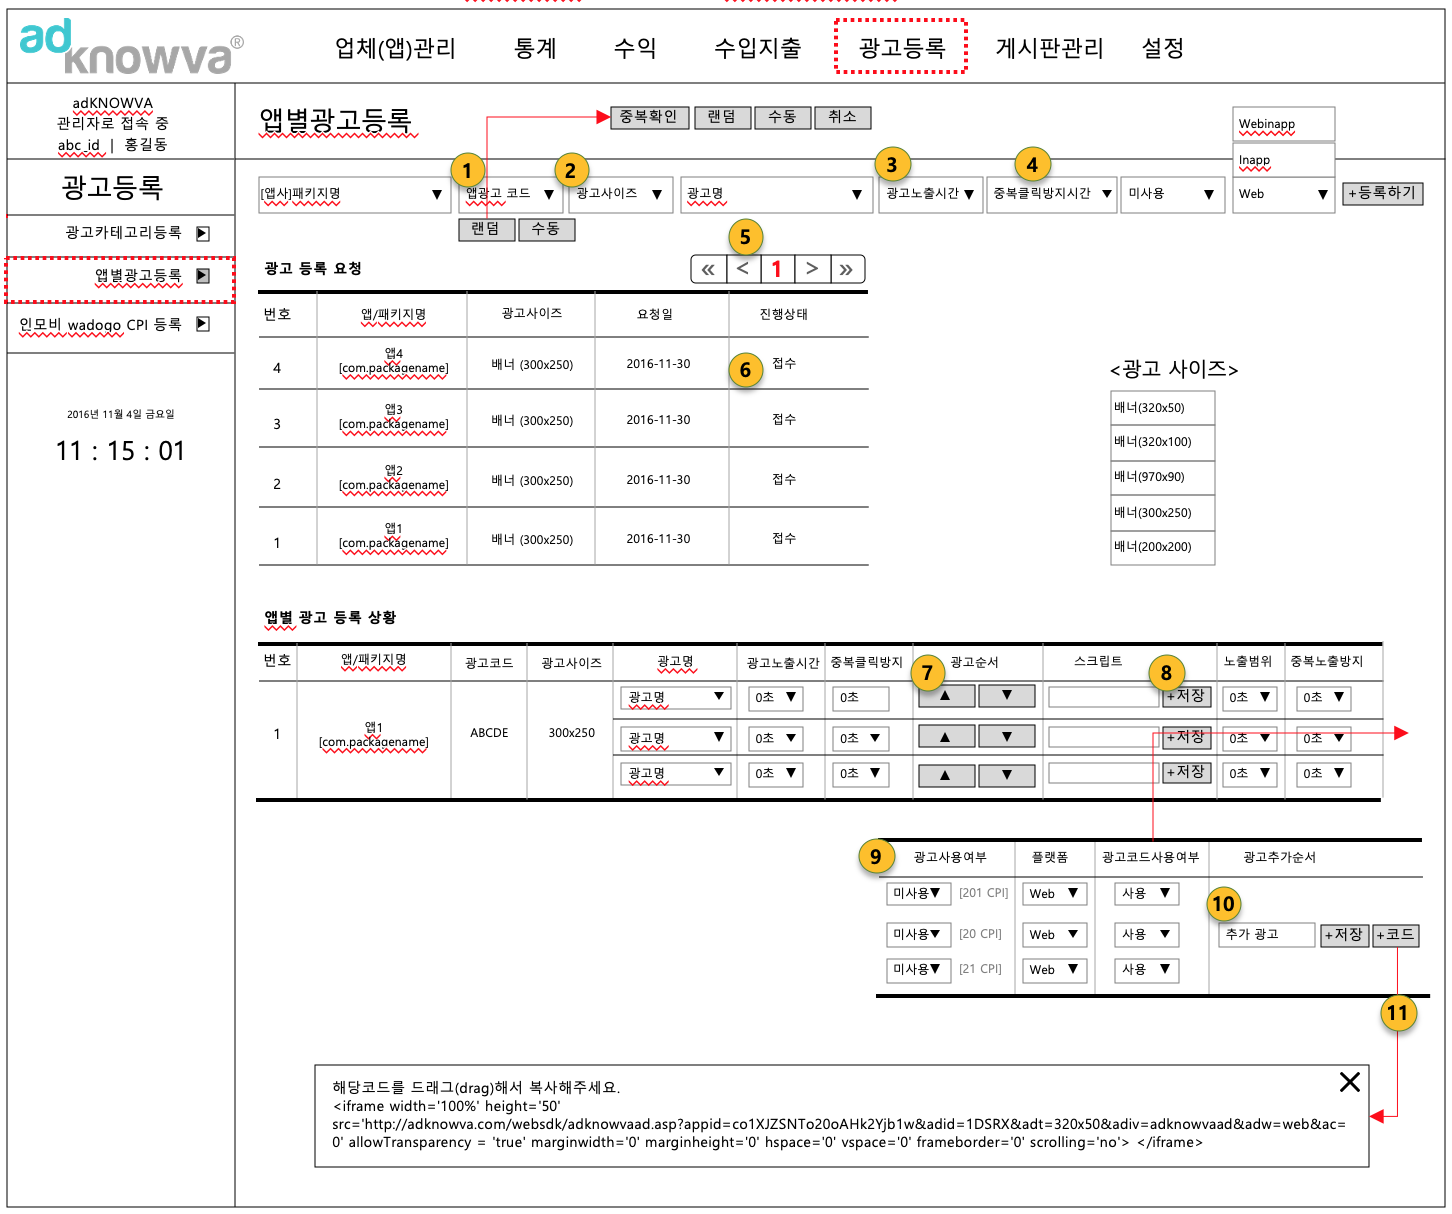 adknowva®
업체(앱)관리 통계 수익 수입지출 광고등록 게시판관리 설정
adKNOWVA
관리자로 접속 중
abc_id | 홍길동
광고등록
광고카테고리등록 ▶
앱별광고등록 ▶
인모비 wadogo CPI 등록 ▶
2016년 11월 4일 금요일
11 : 15 : 01
앱별광고등록
중복확인 랜덤 수동 취소
Webinapp
Inapp
1 2 3 4
[앱사]패키지명 ▼ 앱광고 코드 ▼ 광고사이즈 ▼ 광고명 ▼ 광고노출시간 ▼ 중복클릭방지시간 ▼ 미사용 ▼ Web ▼ +등록하기
랜덤 수동
5
광고 등록 요청
« < 1 > »
번호 앱/패키지명 광고사이즈 요청일 진행상태
4 앱4 [com.packagename] 배너 (300x250) 2016-11-30 6 접수
3 앱3 [com.packagename] 배너 (300x250) 2016-11-30 접수
2 앱2 [com.packagename] 배너 (300x250) 2016-11-30 접수
1 앱1 [com.packagename] 배너 (300x250) 2016-11-30 접수
<광고 사이즈>
배너(320x50)
배너(320x100)
배너(970x90)
배너(300x250)
배너(200x200)
앱별 광고 등록 상황
번호 앱/패키지명 광고코드 광고사이즈 광고명 광고노출시간 중복클릭방지 7 광고순서 스크립트 8 노출범위 중복노출방지
광고명 ▼ 0초 ▼ 0초 ▲ ▼ +저장 0초 ▼ 0초 ▼
1 앱1 [com.packagename] ABCDE 300x250 광고명 ▼ 0초 ▼ 0초 ▼ ▲ ▼ +저장 0초 ▼ 0초 ▼
광고명 ▼ 0초 ▼ 0초 ▼ ▲ ▼ +저장 0초 ▼ 0초 ▼
9 광고사용여부 플랫폼 광고코드사용여부 광고추가순서
미사용▼ [201 CPI] Web ▼ 사용 ▼ 10
미사용▼ [20 CPI] Web ▼ 사용 ▼ 추가 광고 +저장 +코드
미사용▼ [21 CPI] Web ▼ 사용 ▼
11
해당코드를 드래그(drag)해서 복사해주세요.
<iframe width='100%' height='50'
src='http://adknowva.com/websdk/adknowvaad.asp?appid=co1XJZSNTo20oAHk2Yjb1w&adid=1DSRX&adt=320x50&adiv=adknowvaad&adw=web&ac=
0' allowTransparency = 'true' marginwidth='0' marginheight='0' hspace='0' vspace='0' frameborder='0' scrolling='no'> </iframe>